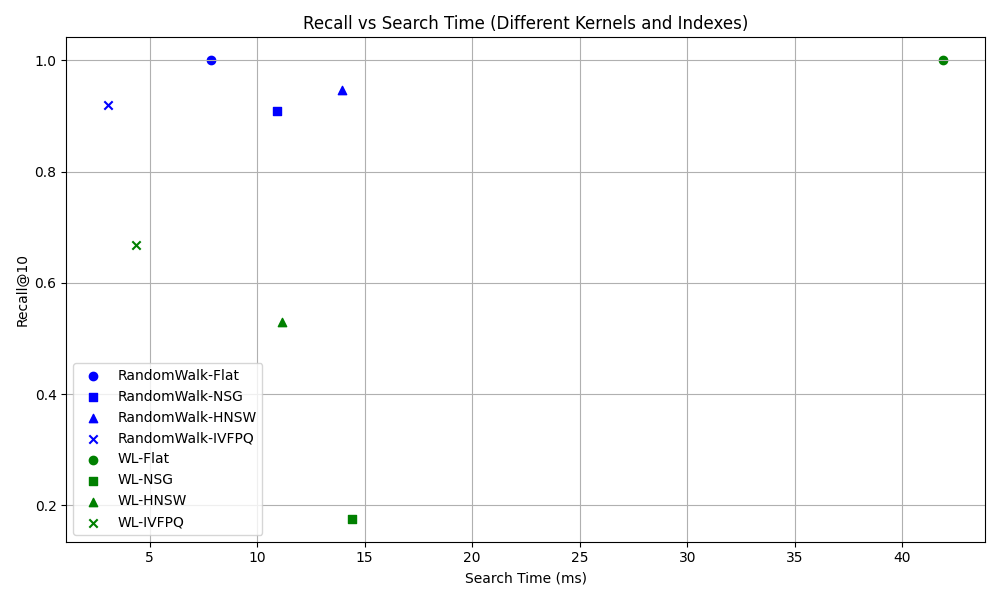 Recall vs Search Time (Different Kernels and Indexes)
Recall@10
1.0
0.8
0.6
0.4
0.2
RandomWalk-Flat
RandomWalk-NSG
RandomWalk-HNSW
RandomWalk-IVFPQ
WL-Flat
WL-NSG
WL-HNSW
WL-IVFPQ
5 10 15 20 25 30 35 40
Search Time (ms)